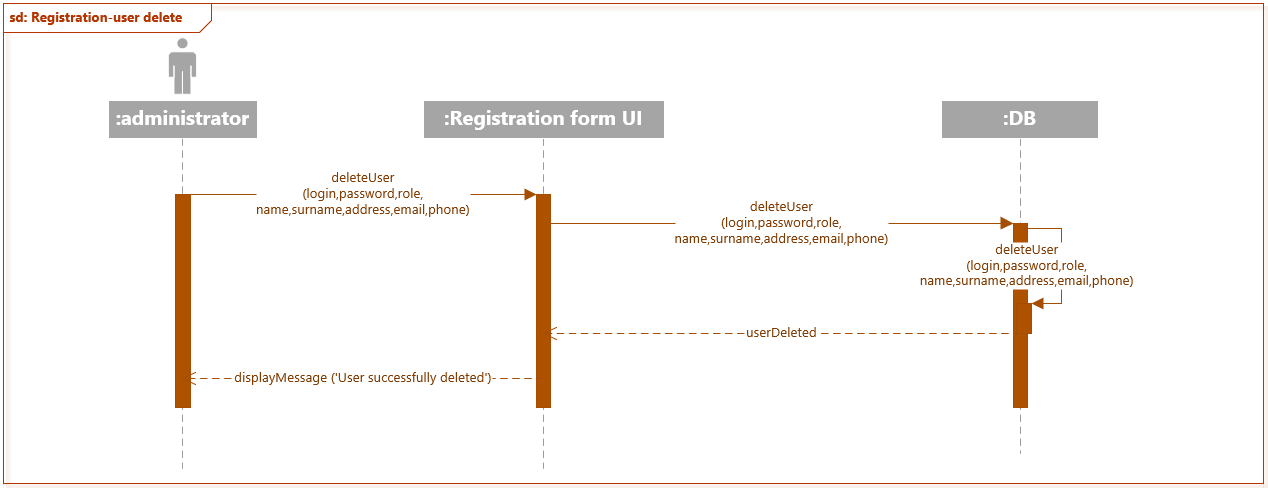 sd: Registration-user delete
:administrator
:Registration form UI
:DB
deleteUser
(login,password,role,
name,surname,address,email,phone)
deleteUser
(login,password,role,
name,surname,address,email,phone)
deleteUser
(login,password,role,
name,surname,address,email,phone)
userDeleted
displayMessage ('User successfully deleted')